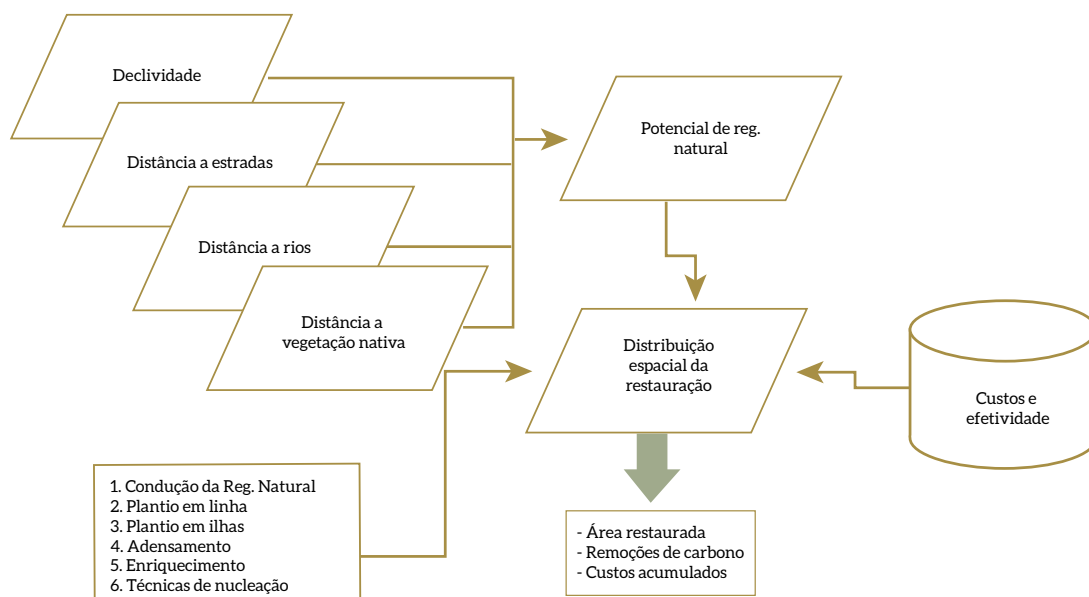 Declividade
Distância a estradas
Distância a rios
Distância a
vegetação nativa
Potencial de reg.
natural
Distribuição
espacial da
restauração
Custos e
efetividade
1. Condução da Reg. Natural
2. Plantio em linha
3. Plantio em ilhas
4. Adensamento
5. Enriquecimento
6. Técnicas de nucleação
- Área restaurada
- Remoções de carbono
- Custos acumulados